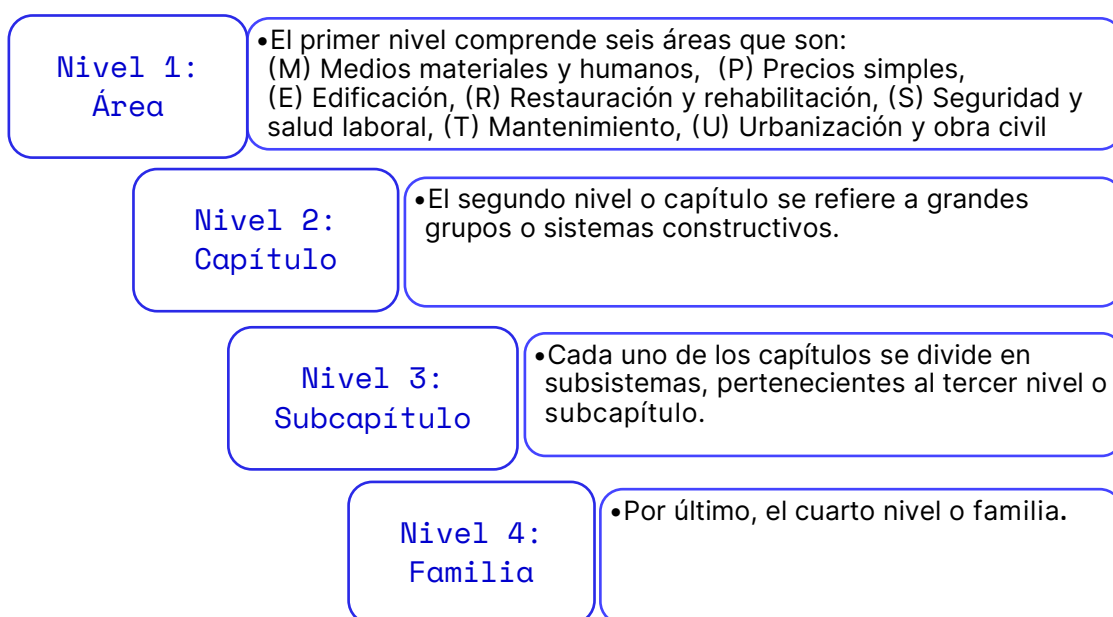 Nivel 1:
Área
•El primer nivel comprende seis áreas que son:
(M) Medios materiales y humanos, (P) Precios simples,
(E) Edificación, (R) Restauración y rehabilitación, (S) Seguridad y
salud laboral, (T) Mantenimiento, (U) Urbanización y obra civil
Nivel 2:
Capítulo
•El segundo nivel o capítulo se refiere a grandes
grupos o sistemas constructivos.
Nivel 3:
Subcapítulo
•Cada uno de los capítulos se divide en
subsistemas, pertenecientes al tercer nivel o
subcapítulo.
Nivel 4:
Familia
•Por último, el cuarto nivel o familia.